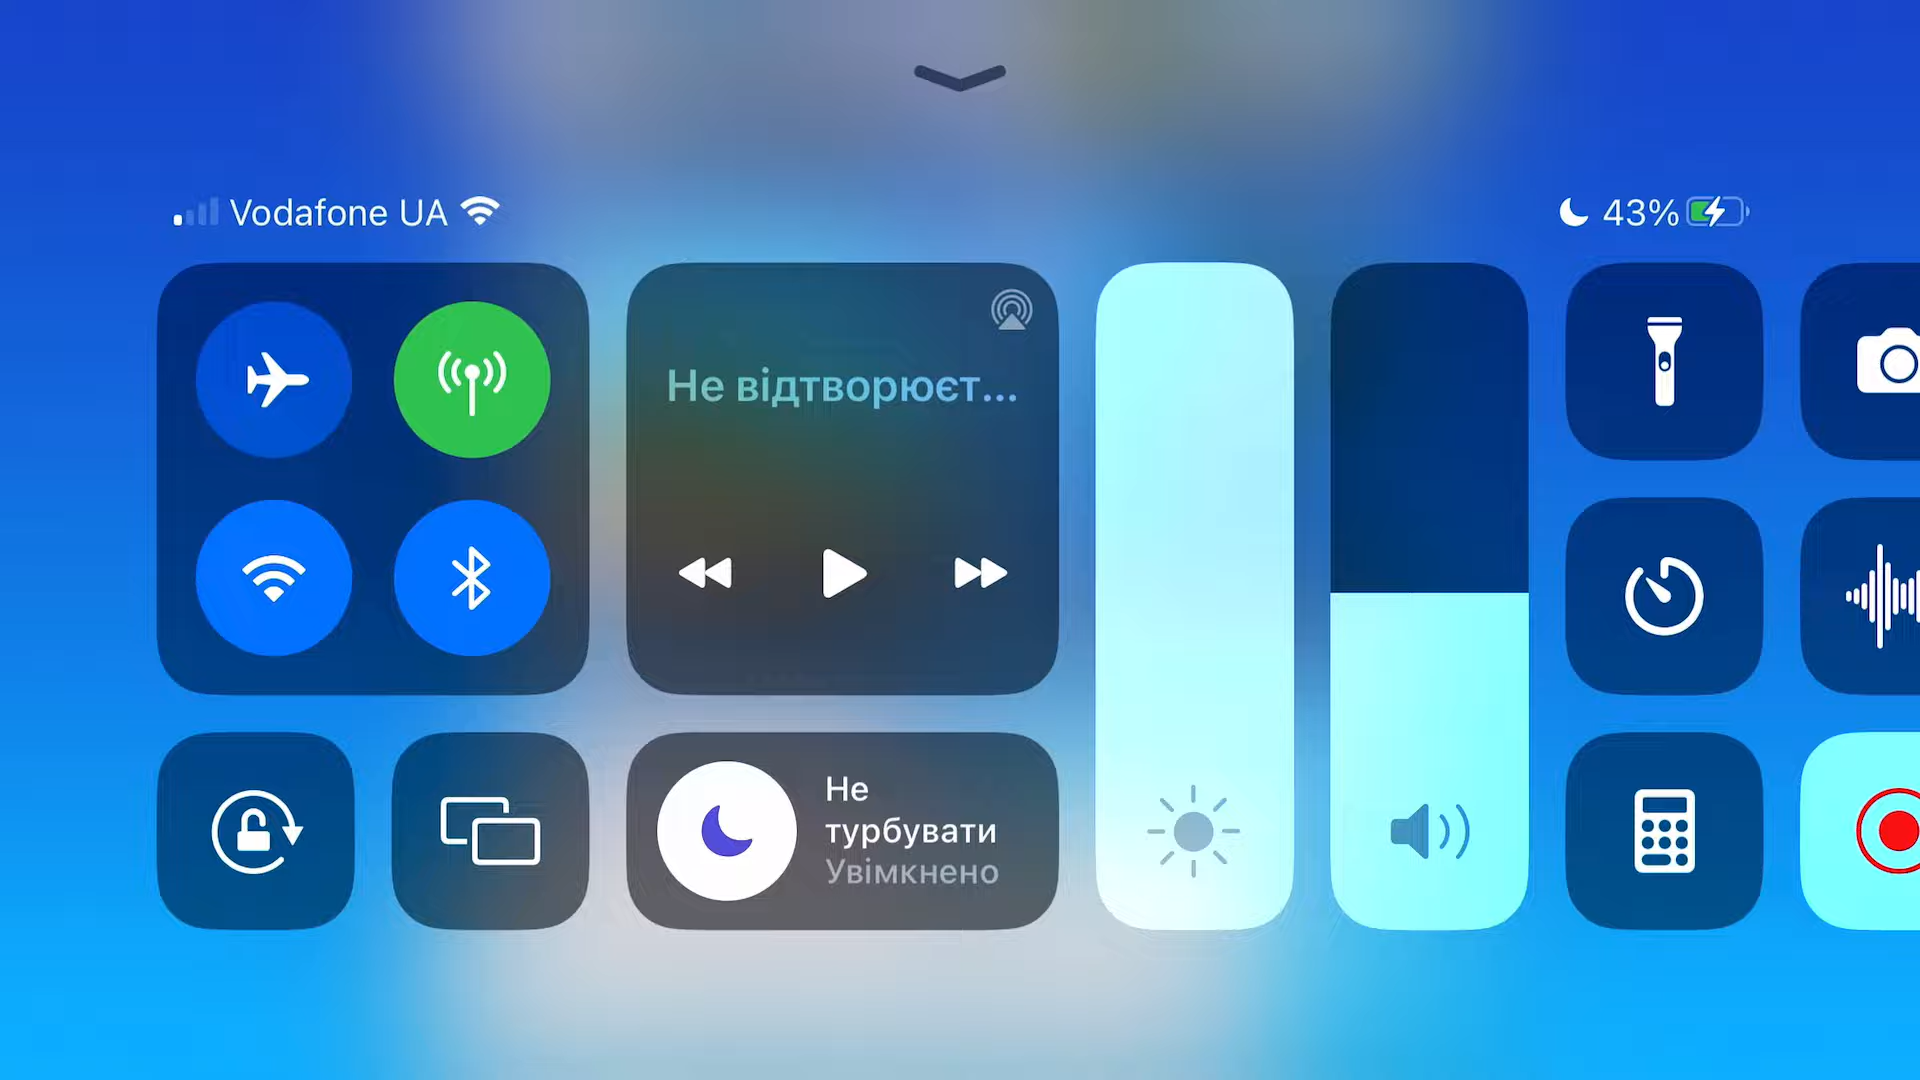 Vodafone UA
43%
Не відтворюєт...
Не
турбувати
Увімкнено